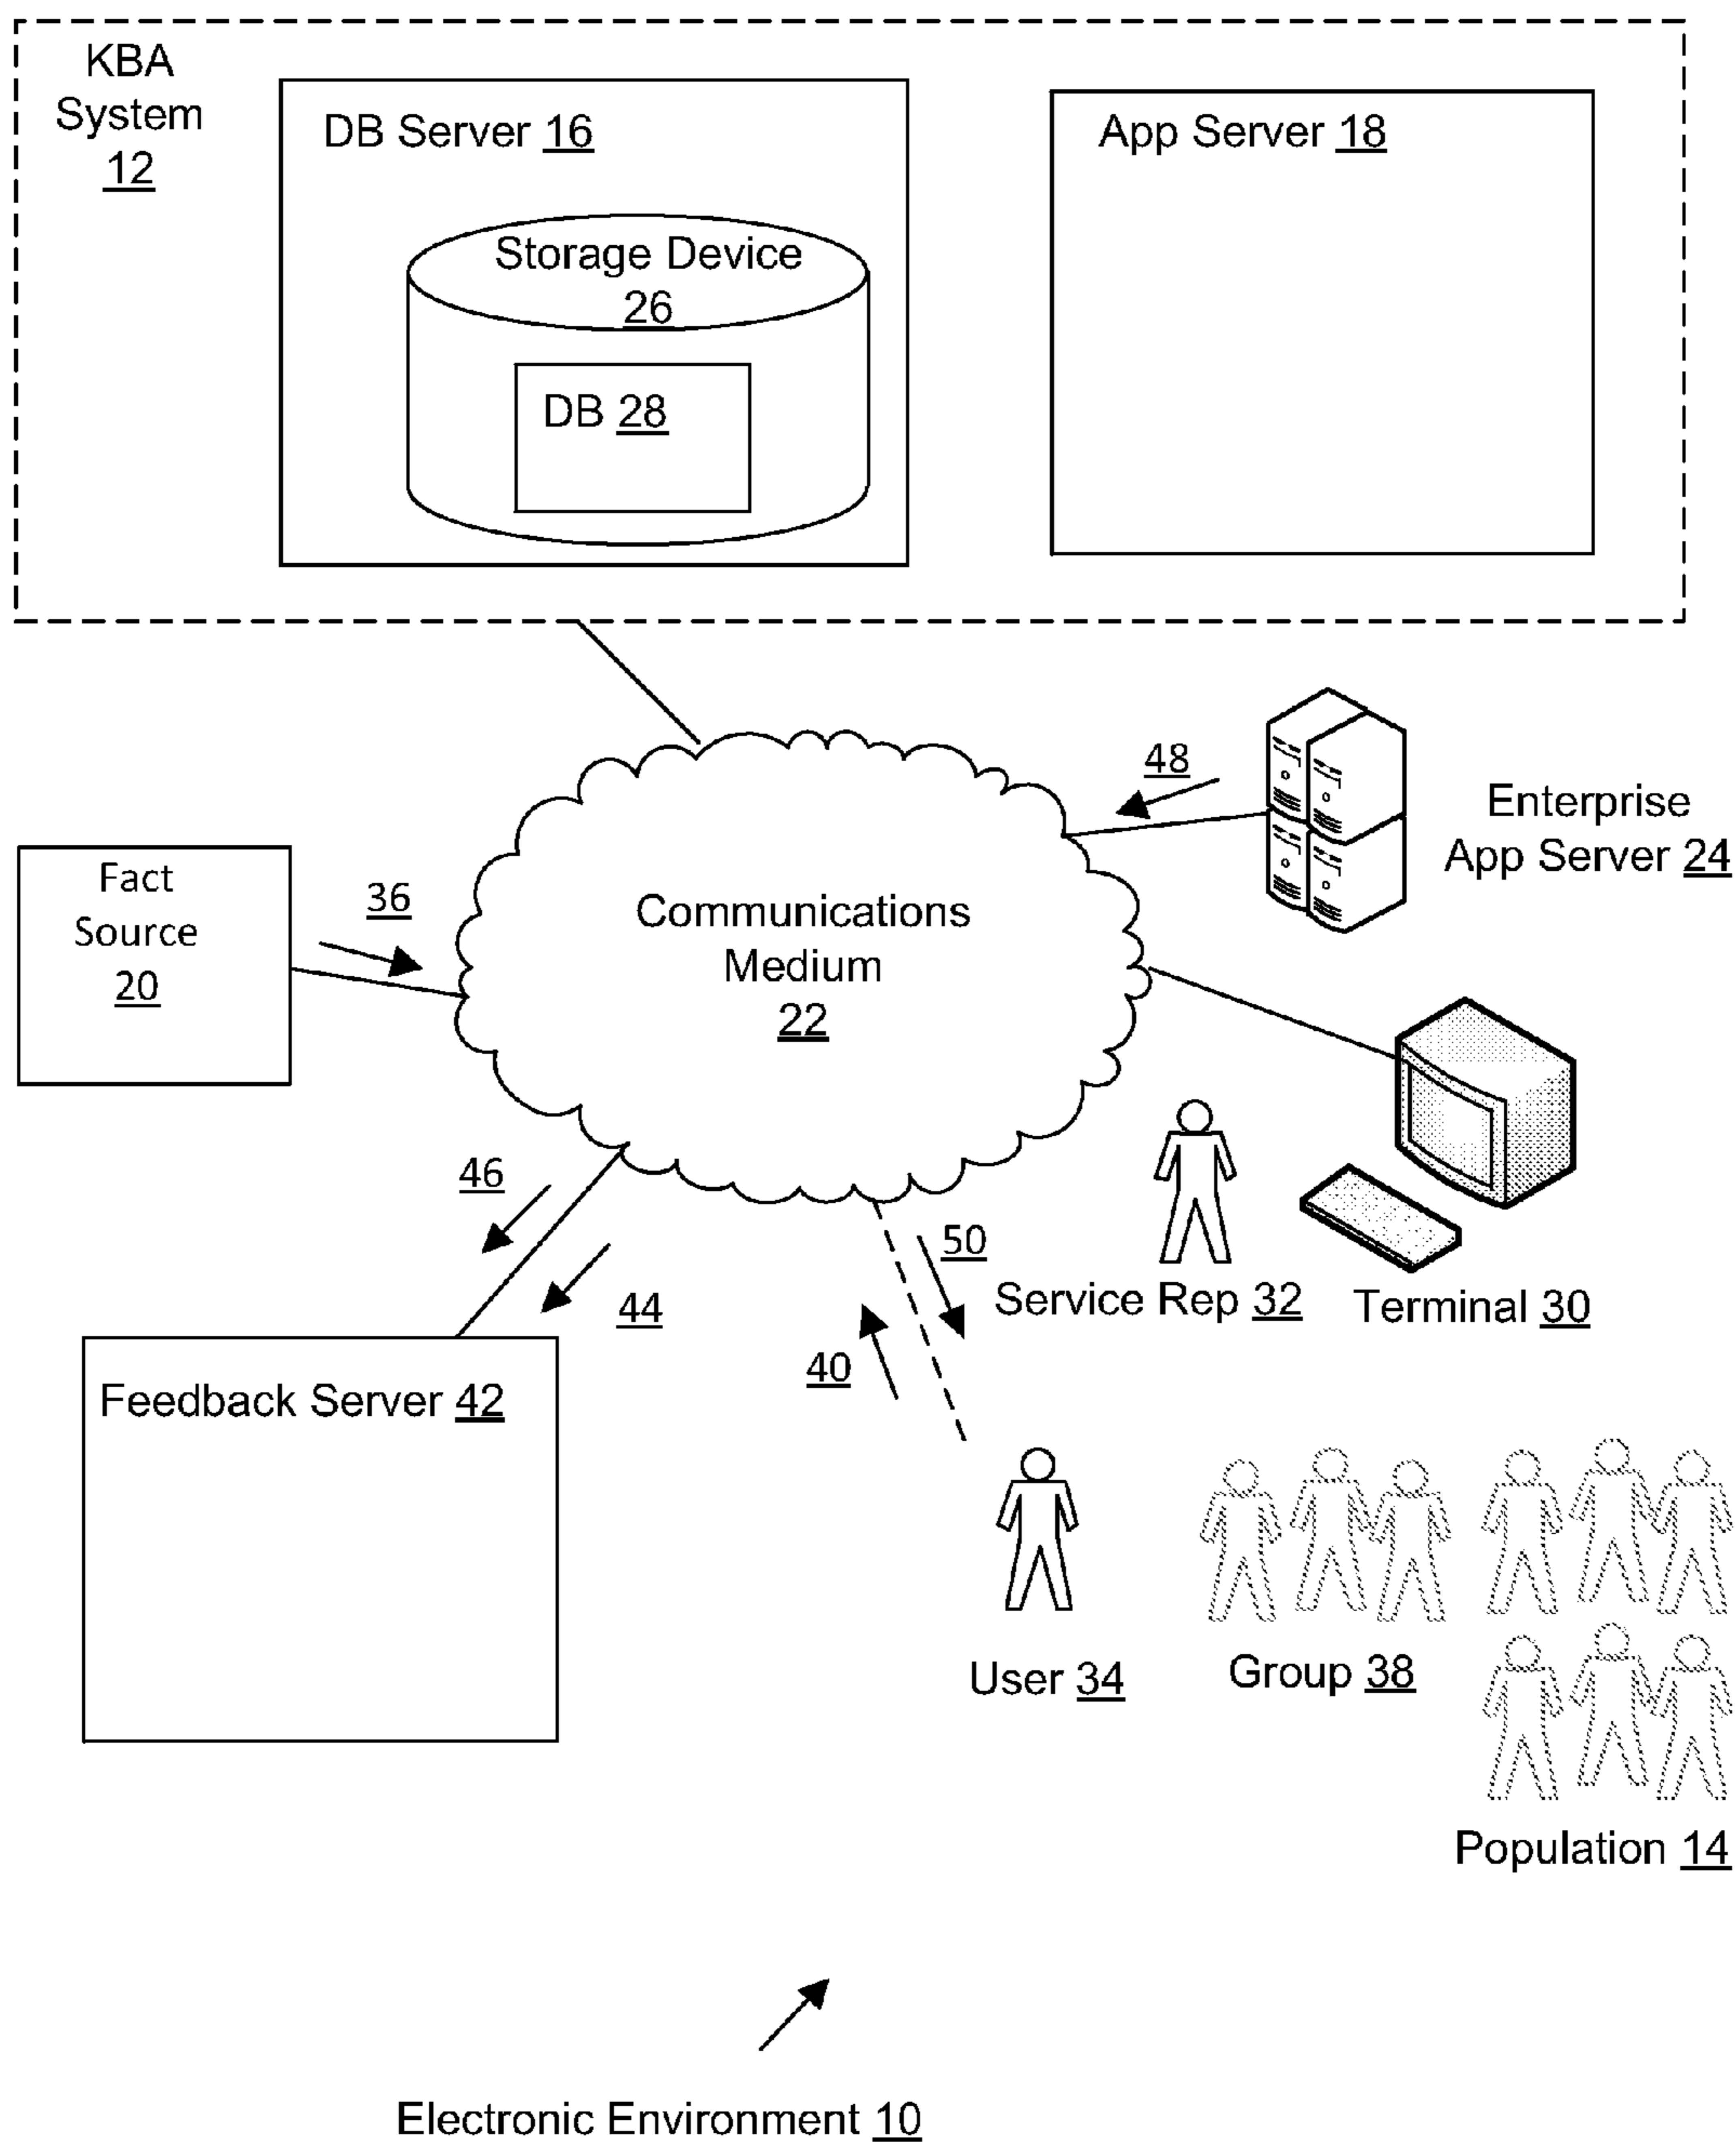 KBA
System
12
DB Server 16
App Server 18
Storage Device
26
DB 28
48
Enterprise
App Server 24
Fact
Source
20
36
Communications
Medium
22
46
44
50
40
Service Rep 32
Terminal 30
Feedback Server 42
User 34
Group 38
Population 14
Electronic Environment 10